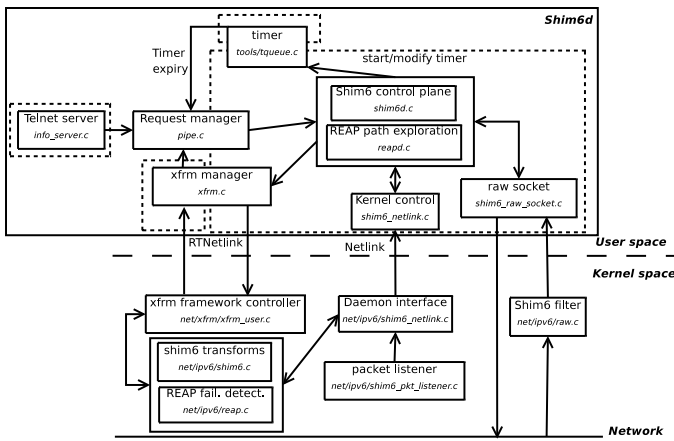 Shim6d
timer
tools/tqueue.c
Timer
expiry
start/modify timer
Telnet server
info_server.c
Request manager
pipe.c
Shim6 control plane
shim6d.c
REAP path exploration
reapd.c
xfrm manager
xfrm.c
Kernel control
shim6_netlink.c
raw socket
shim6_raw_socket.c
RTNetlink
Netlink
User space
Kernel space
xfrm framework controller
net/xfrm/xfrm_user.c
Daemon interface
net/ipv6/shim6_netlink.c
Shim6 filter
net/ipv6/raw.c
shim6 transforms
net/ipv6/shim6.c
REAP fail. detect.
net/ipv6/reap.c
packet listener
net/ipv6/shim6_pkt_listener.c
Network